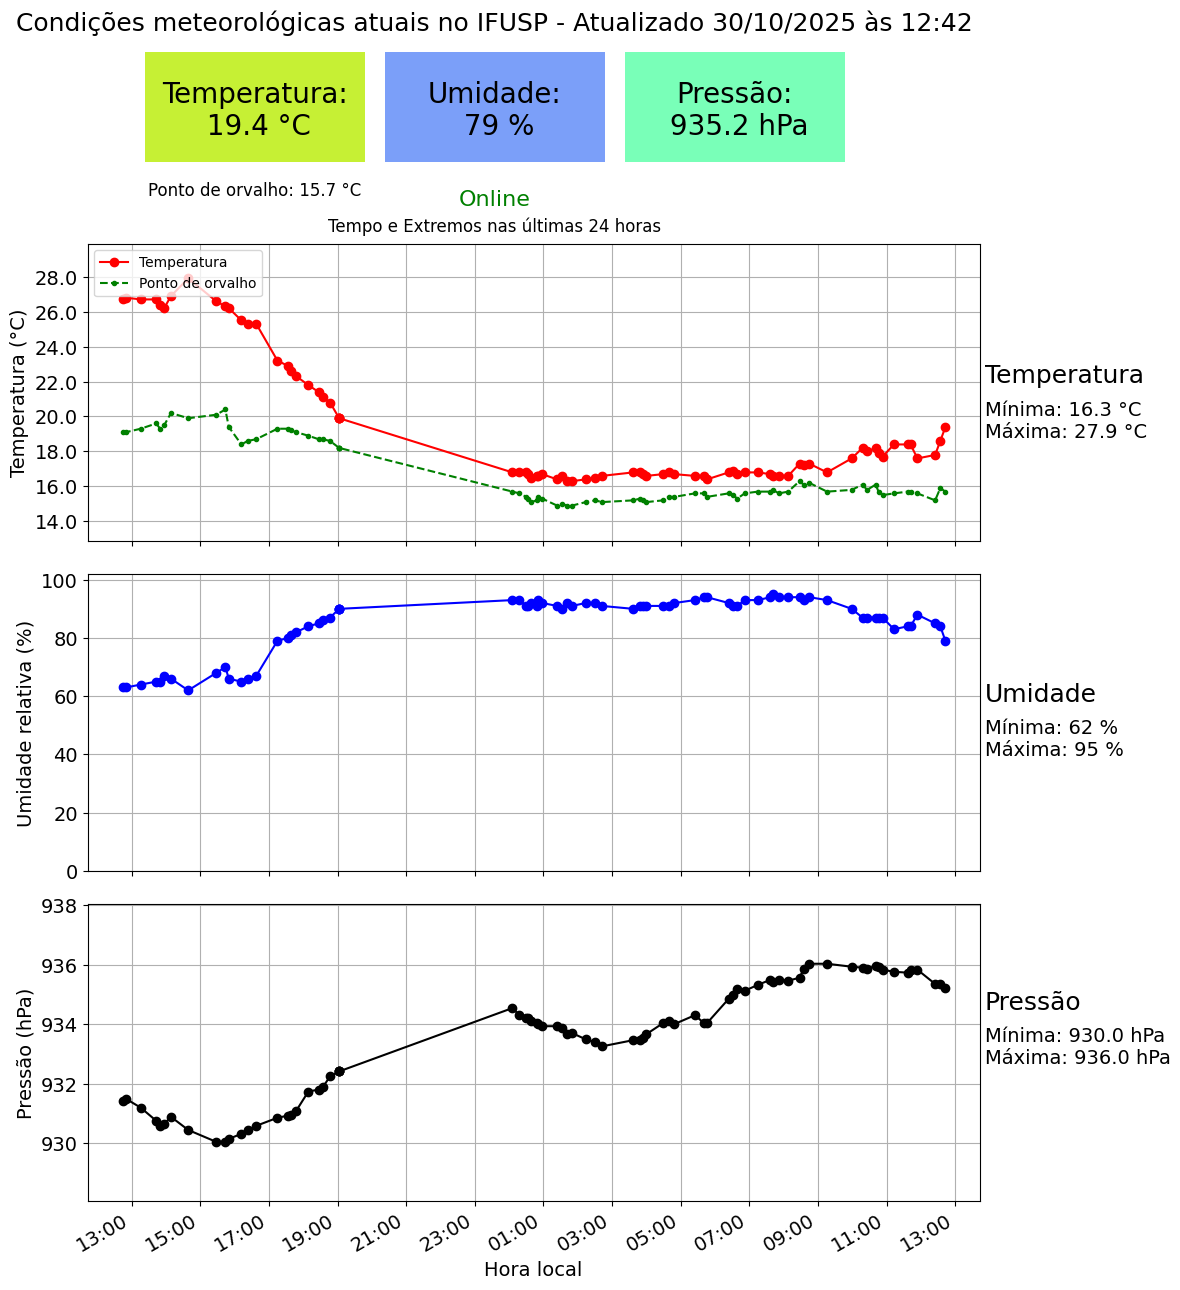 Condições meteorológicas atuais no IFUSP - Atualizado 30/10/2025 às 12:42
Temperatura:
19.4 °C
Umidade:
79 %
Pressão:
935.2 hPa
Ponto de orvalho: 15.7 °C
Online
Tempo e Extremos nas últimas 24 horas
Temperatura
Ponto de orvalho
Temperatura (°C)
28.0
26.0
24.0
22.0
20.0
18.0
16.0
14.0
Temperatura
Mínima: 16.3 °C
Máxima: 27.9 °C
Umidade relativa (%)
100
80
60
40
20
0
Umidade
Mínima: 62 %
Máxima: 95 %
Pressão (hPa)
938
936
934
932
930
Pressão
Mínima: 930.0 hPa
Máxima: 936.0 hPa
13:00 15:00 17:00 19:00 21:00 23:00 01:00 03:00 05:00 07:00 09:00 11:00 13:00
Hora local